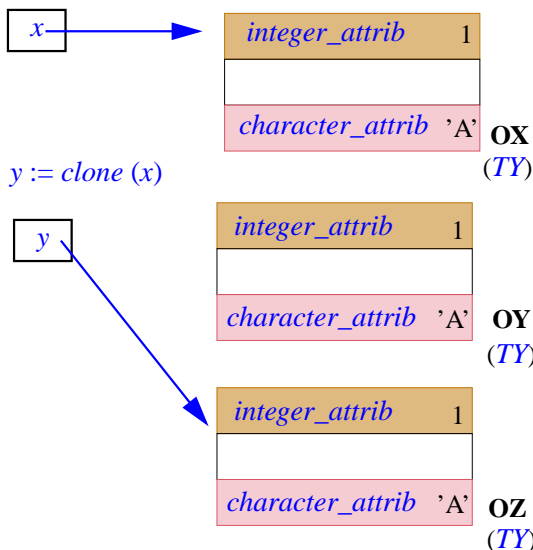 x
integer_attrib 1
character_attrib 'A' OX
(TY)
y := clone (x)
y
integer_attrib 1
character_attrib 'A' OY
(TY)
integer_attrib 1
character_attrib 'A' OZ
(TY)